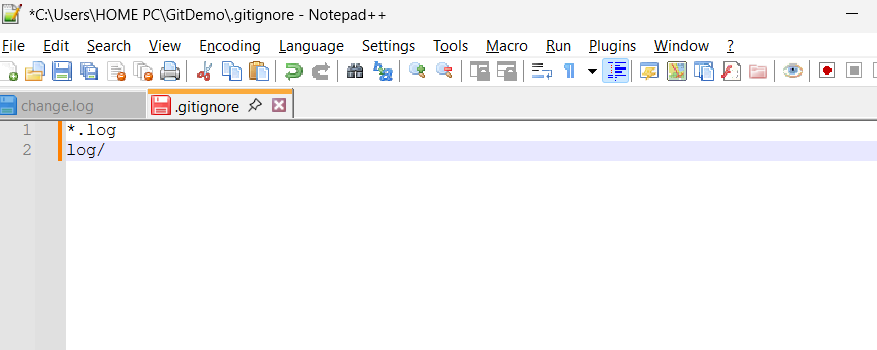 *C:\Users\HOME PC\GitDemo\.gitignore - Notepad++
File Edit Search View Encoding Language Settings Tools Macro Run Plugins Window ?
change.log .gitignore
1 *.log
2 log/